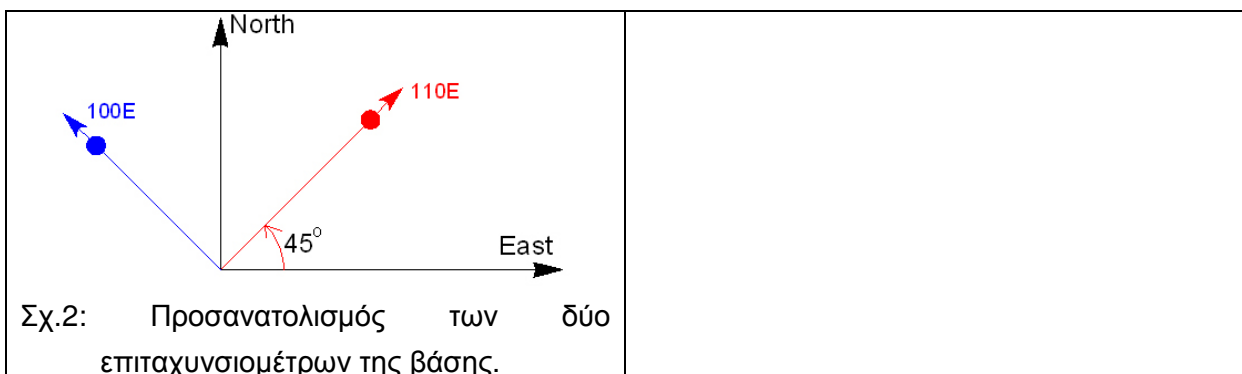 North
100E
110E
45°
East
Σχ.2: Προσανατολισμός των δύο
επιταχυνσιομέτρων της βάσης.